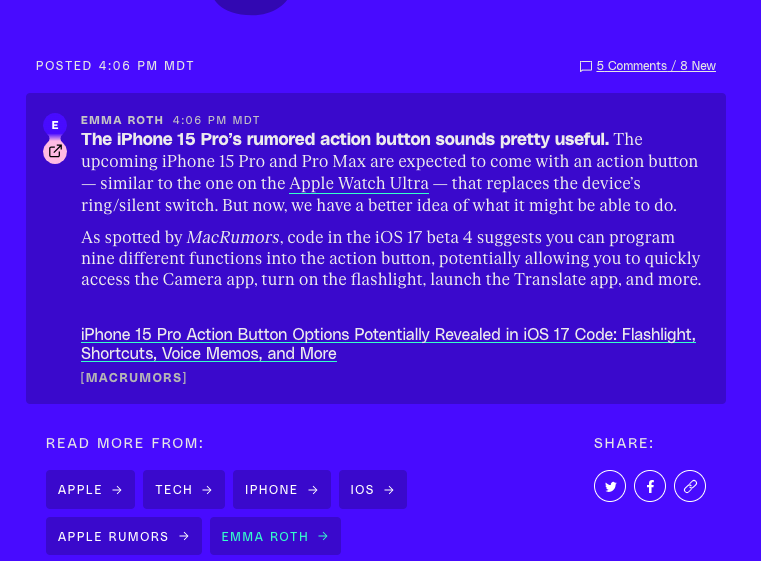 POSTED 4:06 PM MDT
5 Comments / 8 New
E
EMMA ROTH 4:06 PM MDT
The iPhone 15 Pro’s rumored action button sounds pretty useful. The
upcoming iPhone 15 Pro and Pro Max are expected to come with an action button
— similar to the one on the Apple Watch Ultra — that replaces the device’s
ring/silent switch. But now, we have a better idea of what it might be able to do.
As spotted by MacRumors, code in the iOS 17 beta 4 suggests you can program
nine different functions into the action button, potentially allowing you to quickly
access the Camera app, turn on the flashlight, launch the Translate app, and more.
iPhone 15 Pro Action Button Options Potentially Revealed in iOS 17 Code: Flashlight,
Shortcuts, Voice Memos, and More
[MACRUMORS]
READ MORE FROM:
SHARE:
APPLE → TECH → IPHONE → IOS →
APPLE RUMORS → EMMA ROTH →